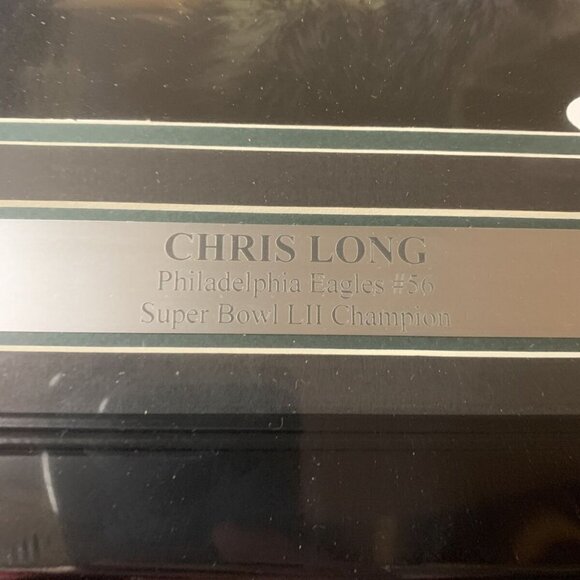 CHRIS LONG
Philadelphia Eagles #56
Super Bowl LII Champion